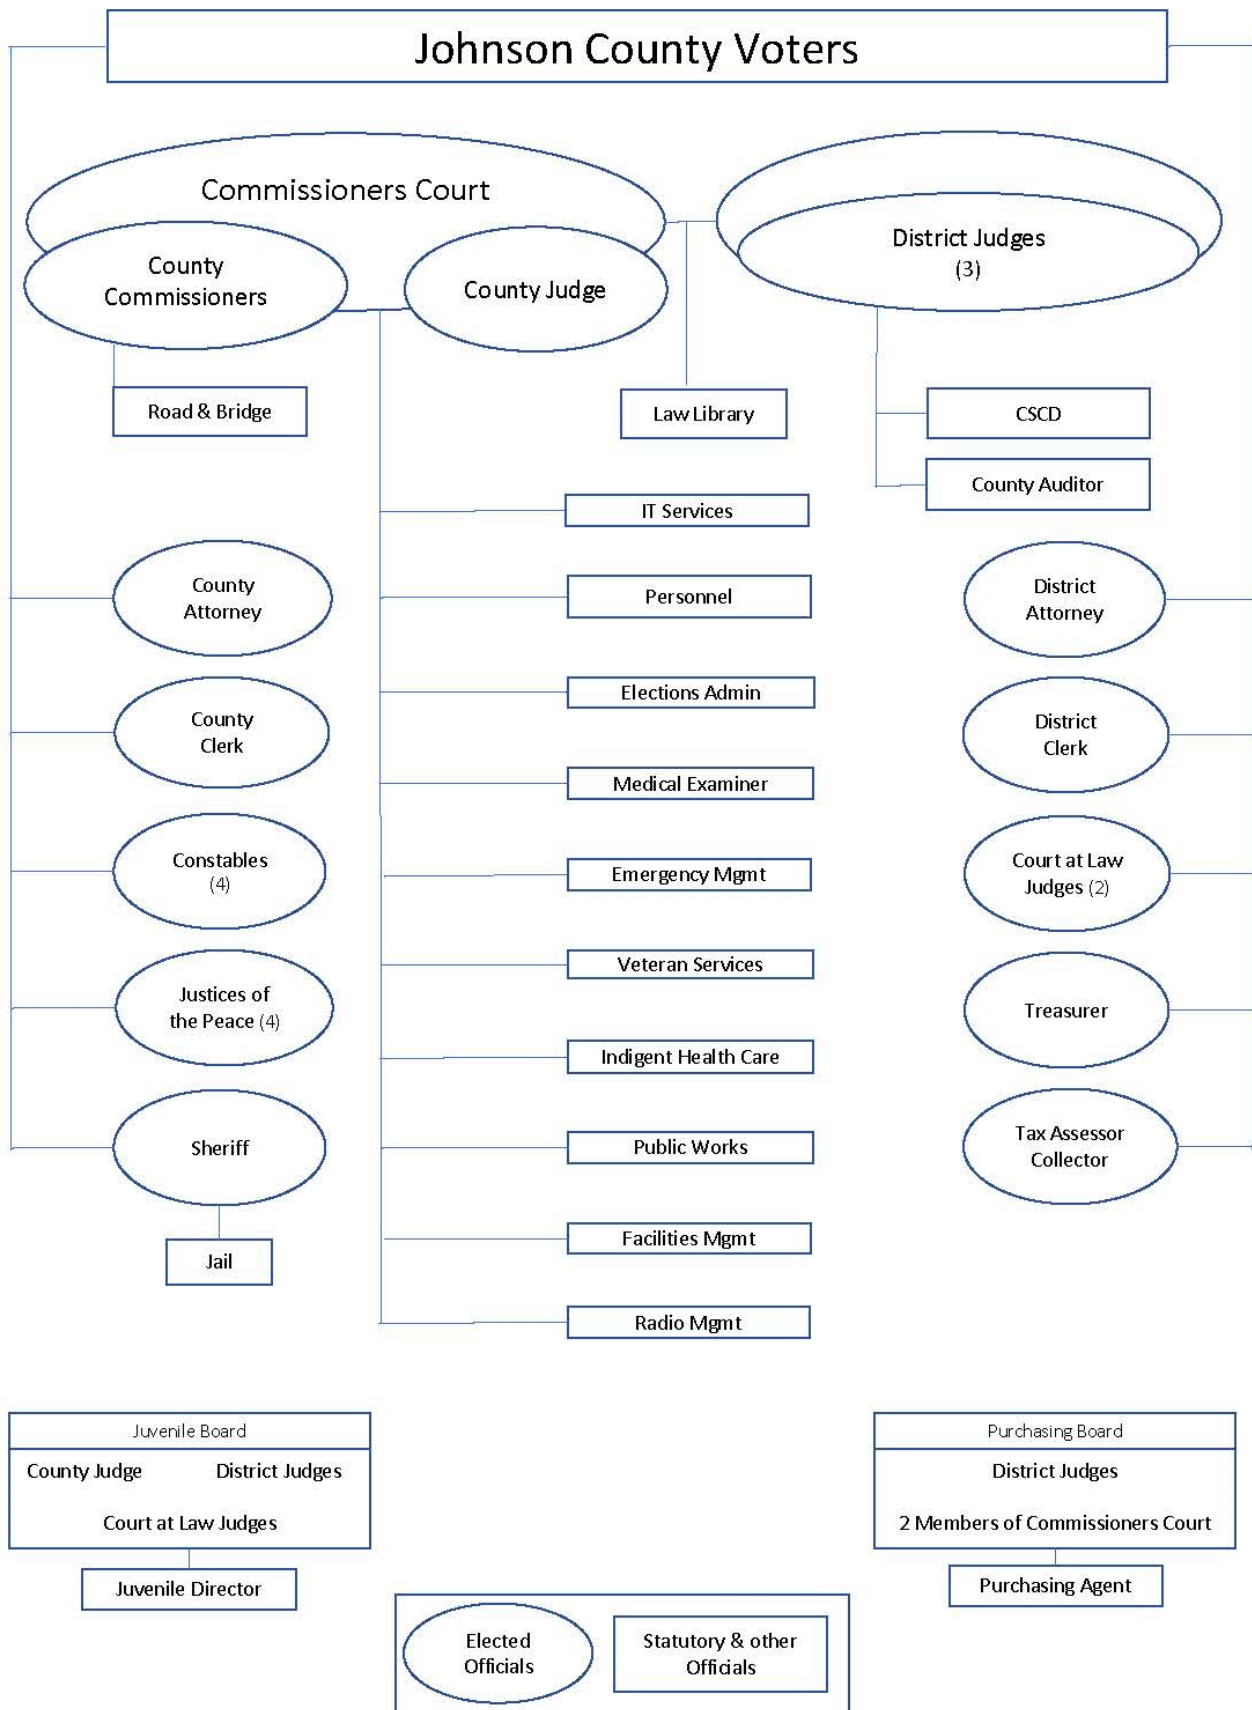 Johnson County Voters
Commissioners Court
County
Commissioners
County Judge
District Judges
(3)
Road & Bridge
Law Library
CSCD
County Auditor
IT Services
Personnel
Elections Admin
Medical Examiner
Emergency Mgmt
Veteran Services
Indigent Health Care
Public Works
Facilities Mgmt
Radio Mgmt
County
Attorney
County
Clerk
Constables
(4)
Justices of
the Peace (4)
Sheriff
Jail
District
Attorney
District
Clerk
Court at Law
Judges (2)
Treasurer
Tax Assessor
Collector
Juvenile Board
County Judge District Judges
Court at Law Judges
Juvenile Director
Purchasing Board
District Judges
2 Members of Commissioners Court
Purchasing Agent
Elected
Officials
Statutory & other
Officials